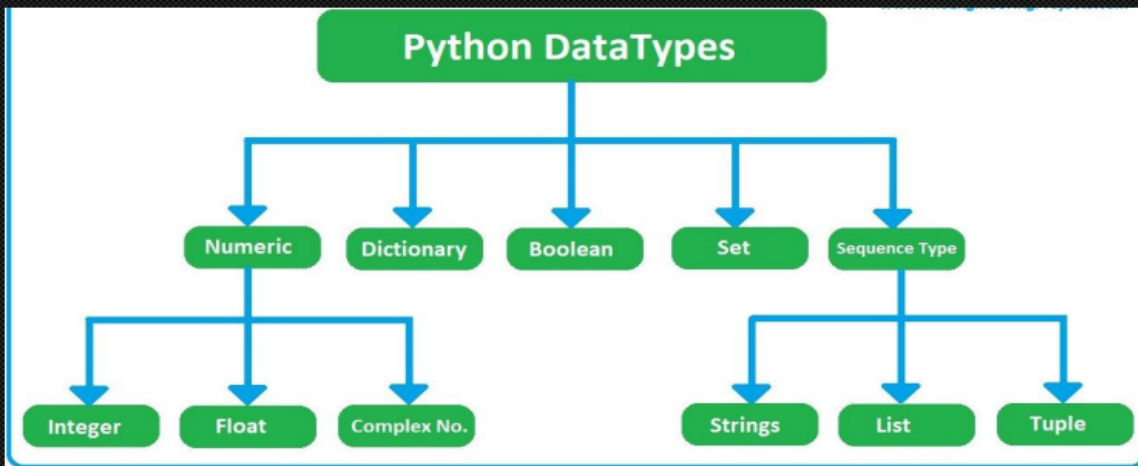 Python DataTypes
Numeric
Dictionary
Boolean
Set
Sequence Type
Integer
Float
Complex No.
Strings
List
Tuple